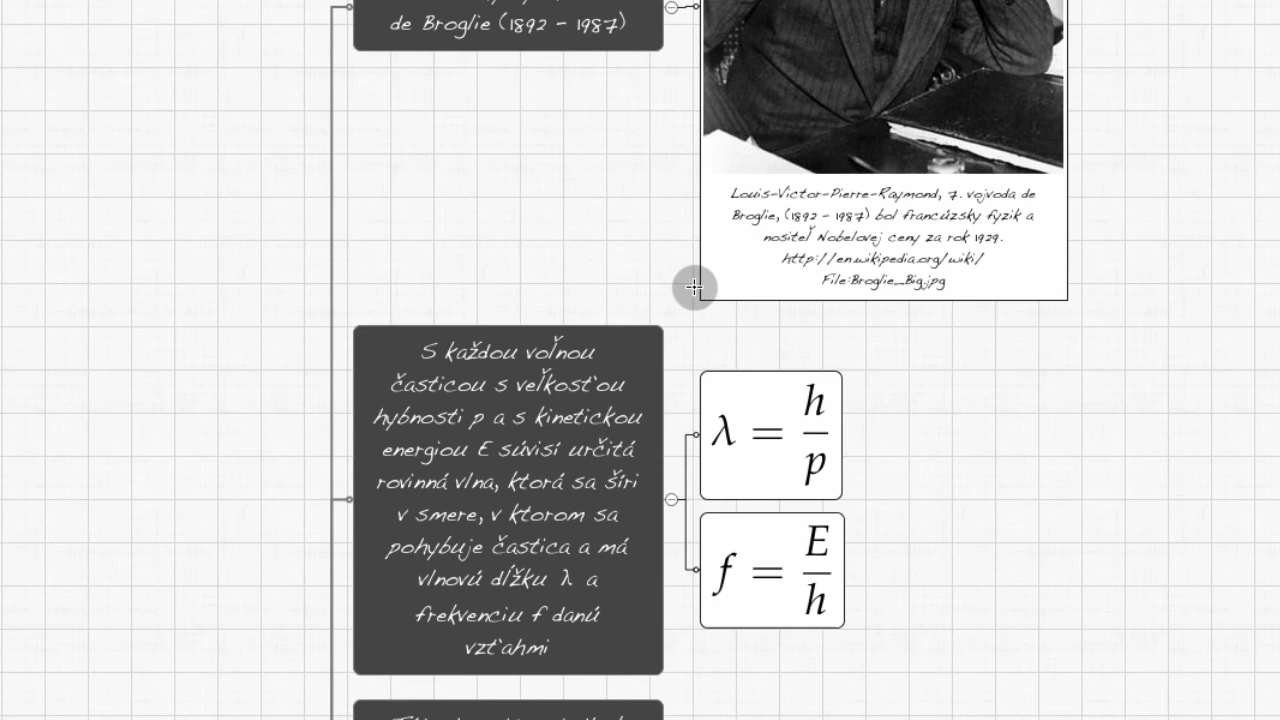 de Broglie (1892 - 1987)
Louis-Victor-Pierre-Raymond, 7. vojvoda de
Broglie, (1892 - 1987) bol francúzsky fyzik a
nositeľ Nobelovej ceny za rok 1929.
http://en.wikipedia.org/wiki/
File:Broglie_Big.jpg
S každou voľnou
časticou s veľkosťou
hybnosti p a s kinetickou
energiou E súvisí určitá
rovinná vlna, ktorá sa šíri
v smere, v ktorom sa
pohybuje častica a má
vlnovú dĺžku λ a
frekvenciu f danú
vzťahmi
λ = h/p
f = E/h